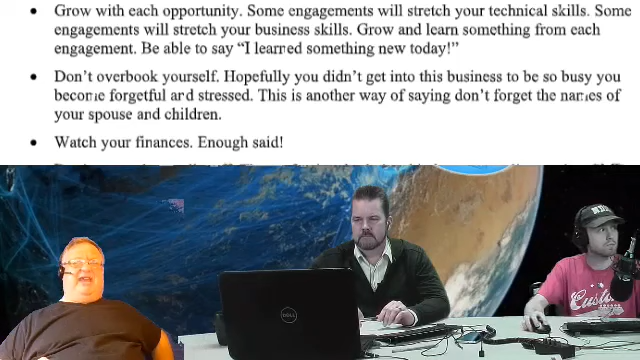 Grow with each opportunity. Some engagements will stretch your technical skills. Some
engagements will stretch your business skills. Grow and learn something from each
engagement. Be able to say "I learned something new today!"
Don't overbook yourself. Hopefully you didn't get into this business to be so busy you
become forgetful and stressed. This is another way of saying don't forget the names of
your spouse and children.
Watch your finances. Enough said!
DELL